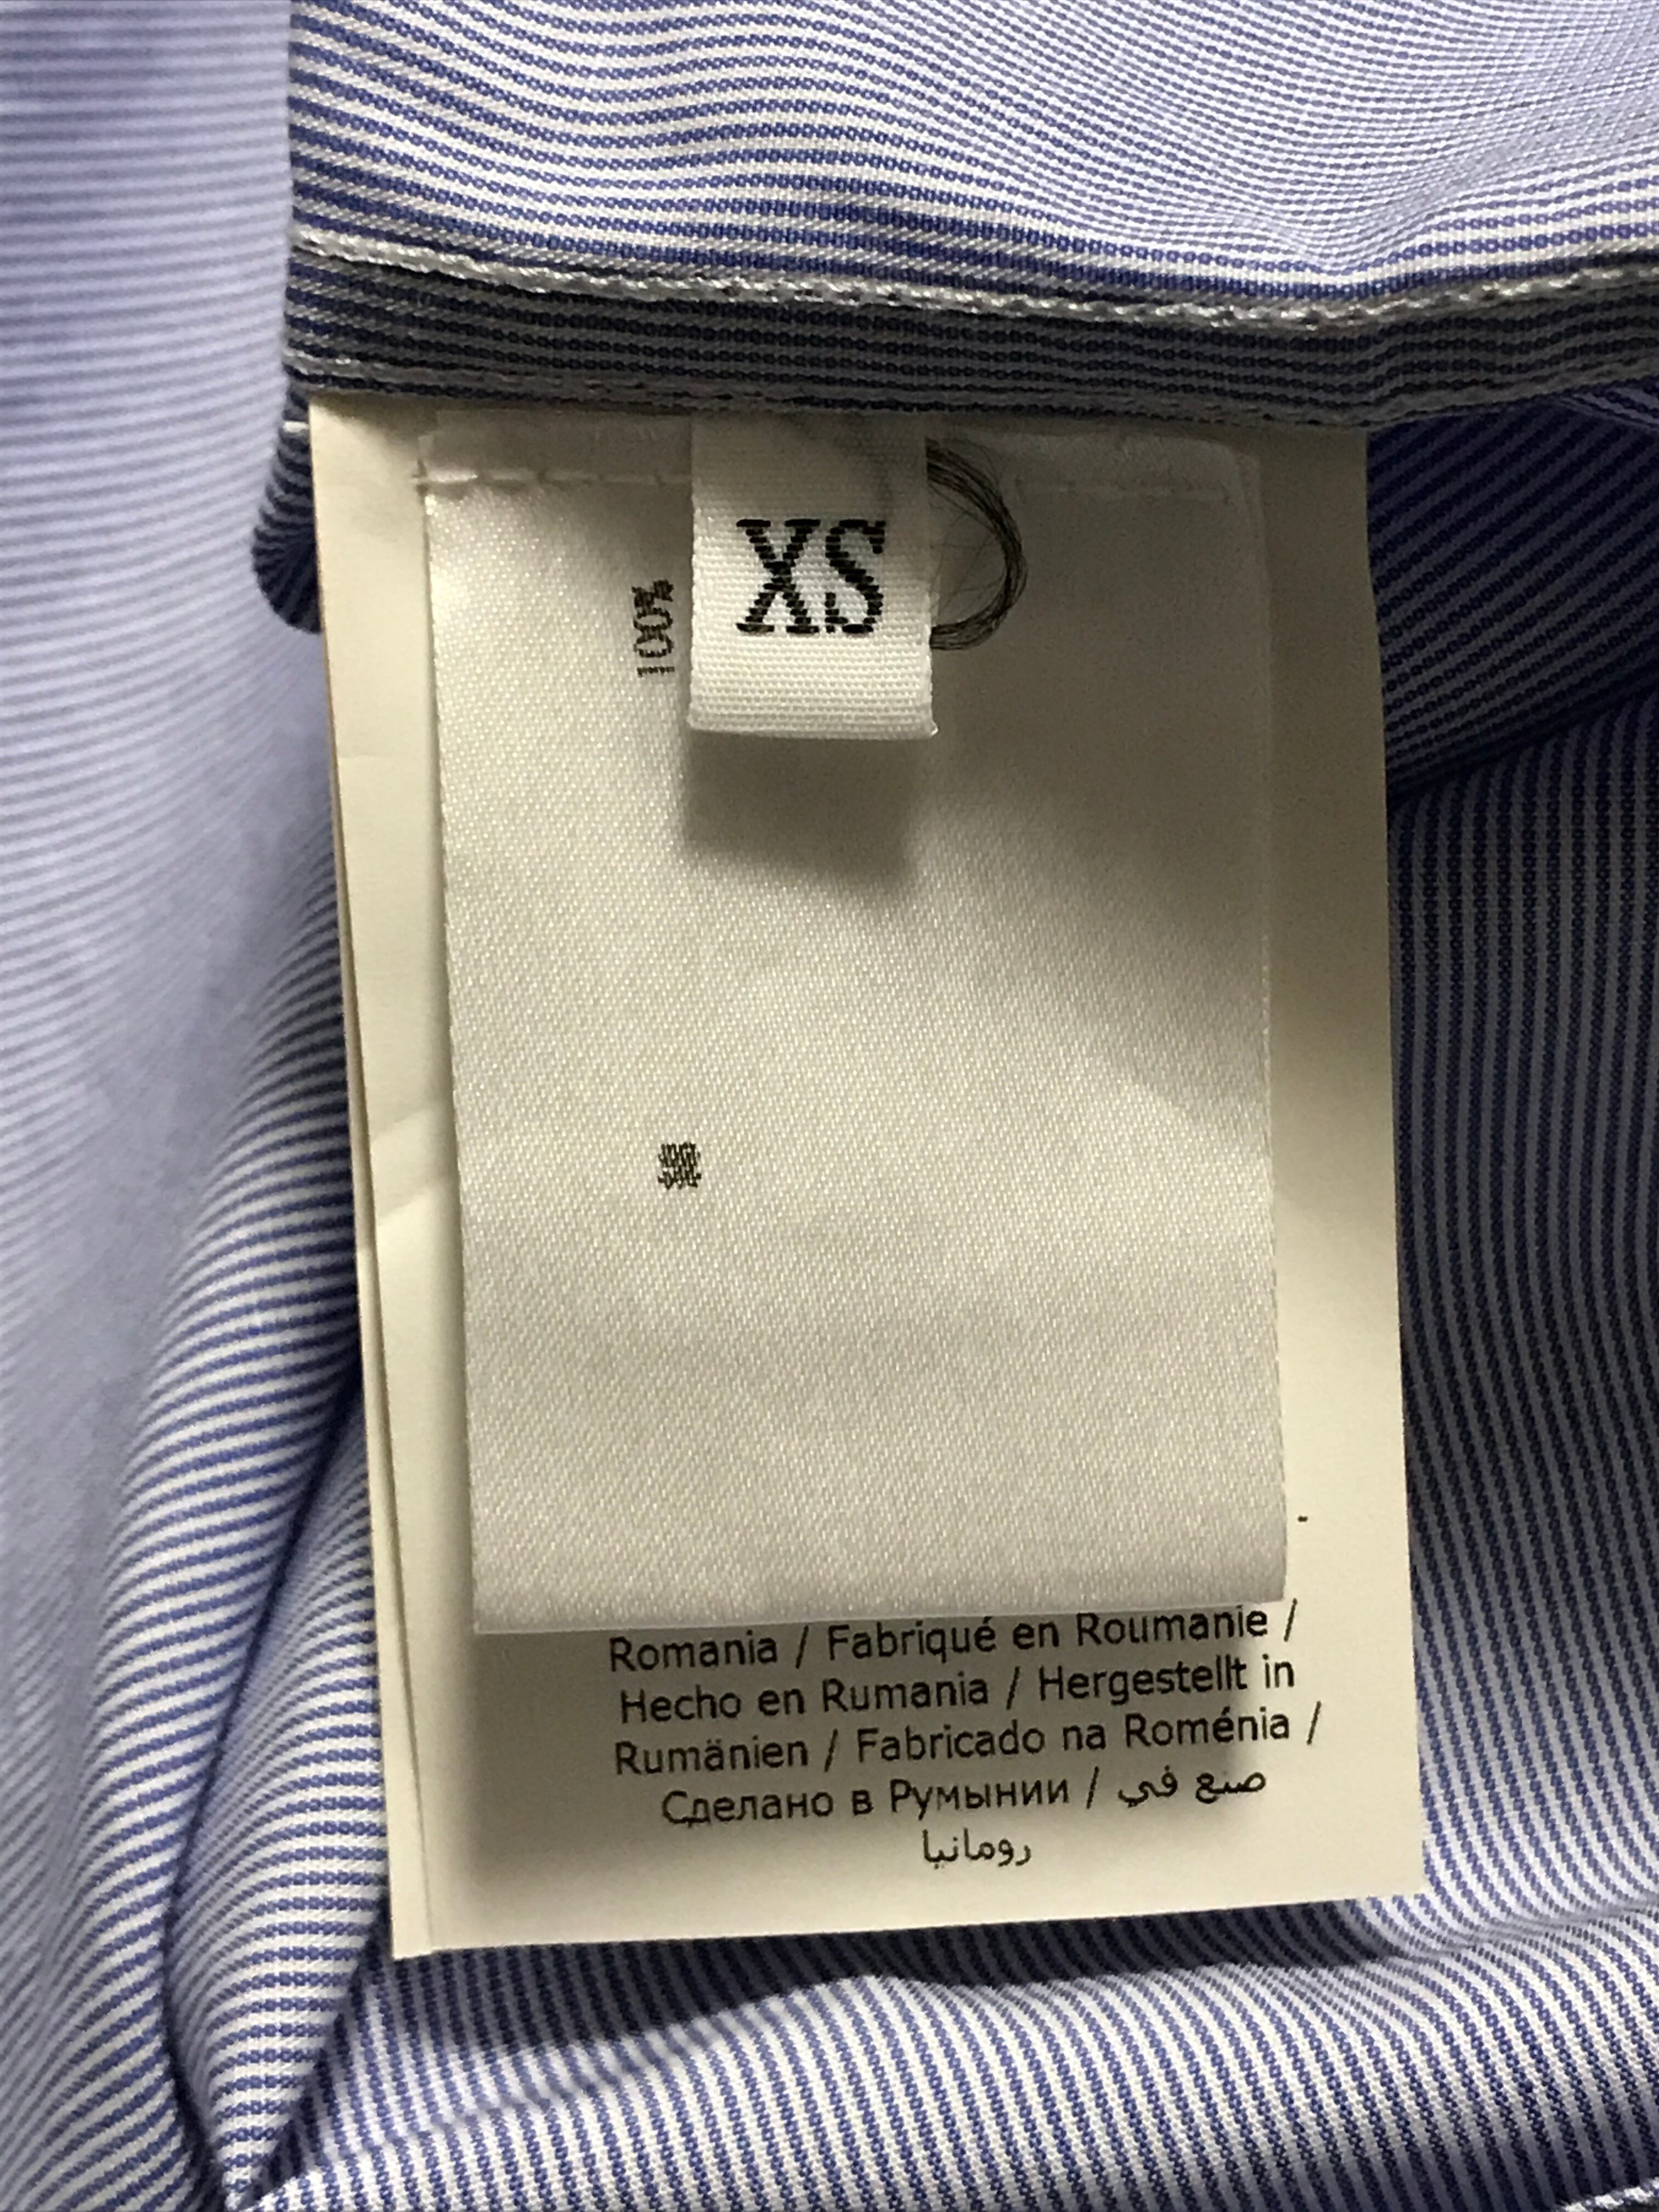 XS
100%
Romania / Fabriqué en Roumanie /
Hecho en Rumania / Hergestellt in
Rumänien / Fabricado na Roménia /
Сделано в Румынии / صنع في
رومانيا